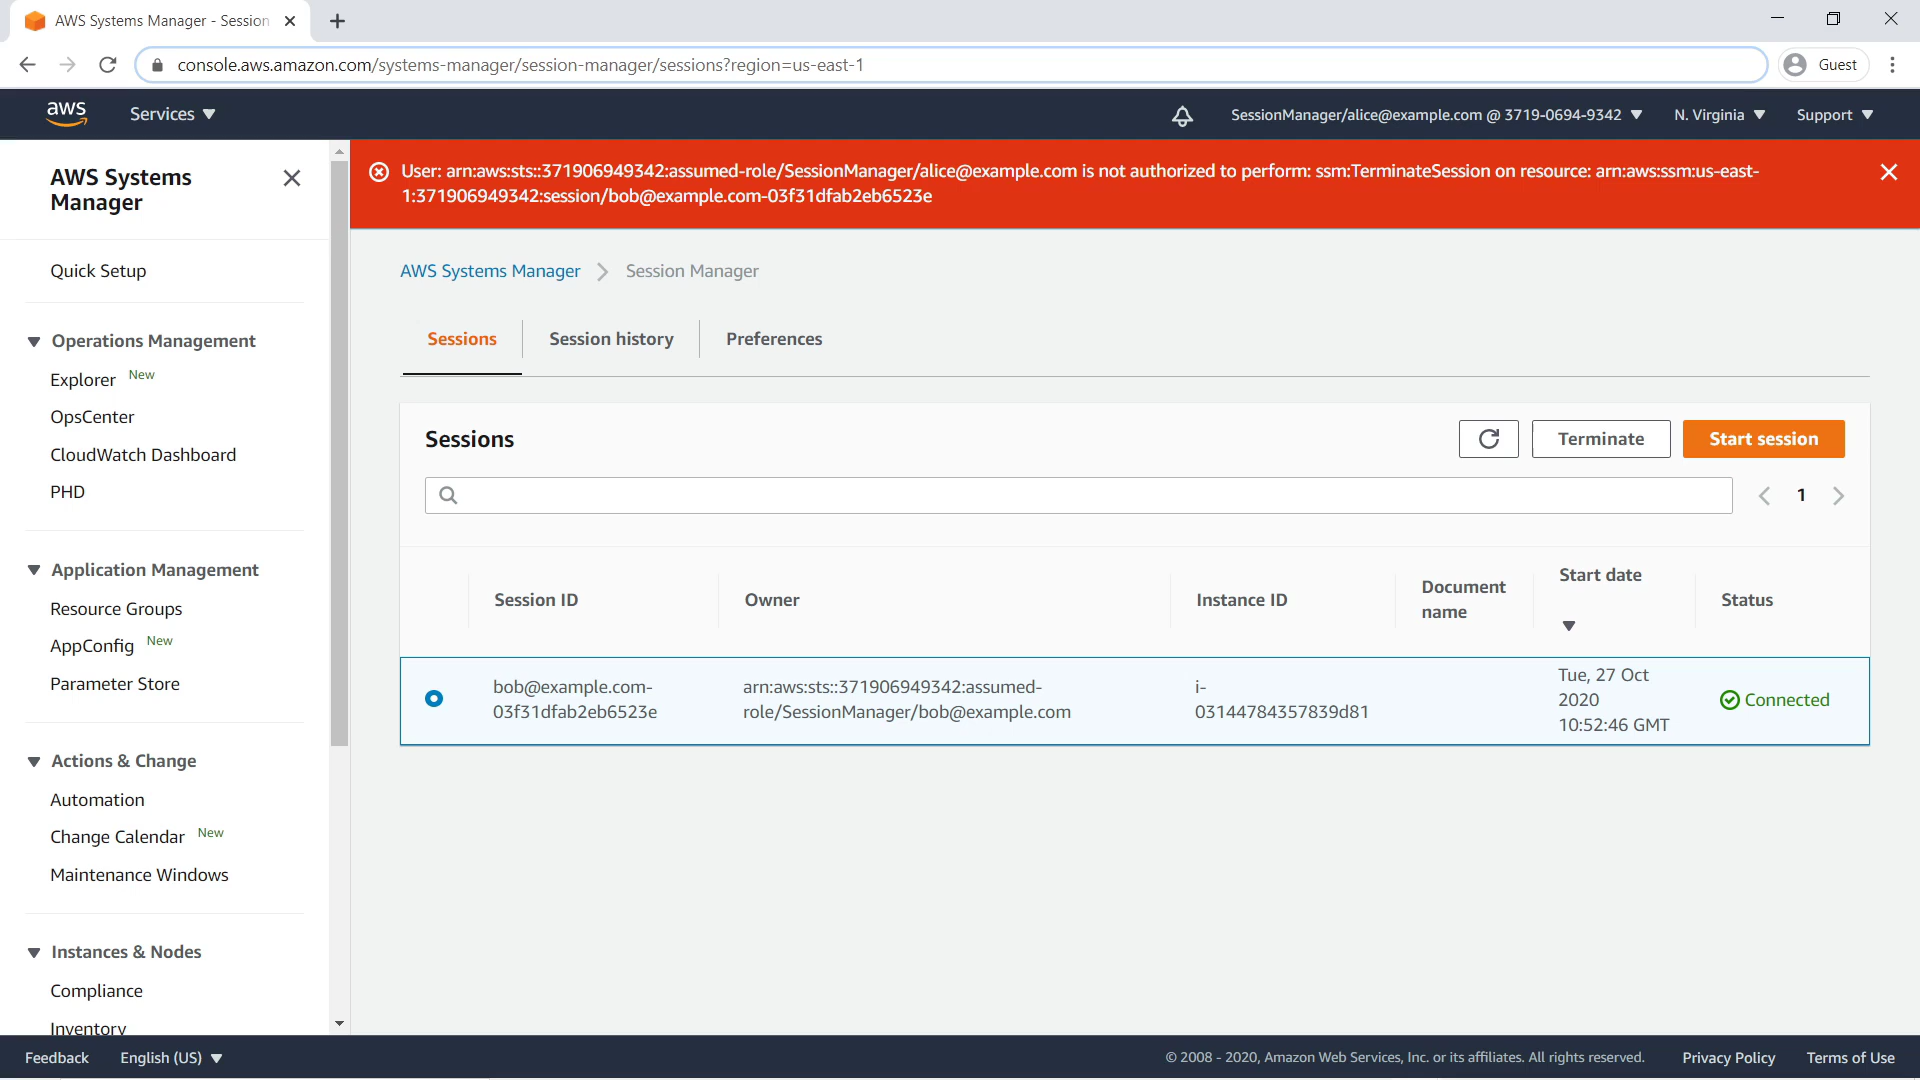 AWS Systems Manager - Session
console.aws.amazon.com/systems-manager/session-manager/sessions?region=us-east-1
Guest
aws
Services
SessionManager/alice@example.com @ 3719-0694-9342
N. Virginia
Support
AWS Systems
Manager
Quick Setup
Operations Management
Explorer New
OpsCenter
CloudWatch Dashboard
PHD
Application Management
Resource Groups
AppConfig New
Parameter Store
Actions & Change
Automation
Change Calendar New
Maintenance Windows
Instances & Nodes
Compliance
Inventory
User: arn:aws:sts::371906949342:assumed-role/SessionManager/alice@example.com is not authorized to perform: ssm:TerminateSession on resource: arn:aws:ssm:us-east-
1:371906949342:session/bob@example.com-03f31dfab2eb6523e
AWS Systems Manager
Session Manager
Sessions
Session history
Preferences
Sessions
Terminate
Start session
1
Session ID
Owner
Instance ID
Document
name
Start date
Status
bob@example.com-
03f31dfab2eb6523e
arn:aws:sts::371906949342:assumed-
role/SessionManager/bob@example.com
i-
03144784357839d81
Tue, 27 Oct
2020
10:52:46 GMT
Connected
Feedback
English (US)
© 2008 - 2020, Amazon Web Services, Inc. or its affiliates. All rights reserved.
Privacy Policy
Terms of Use